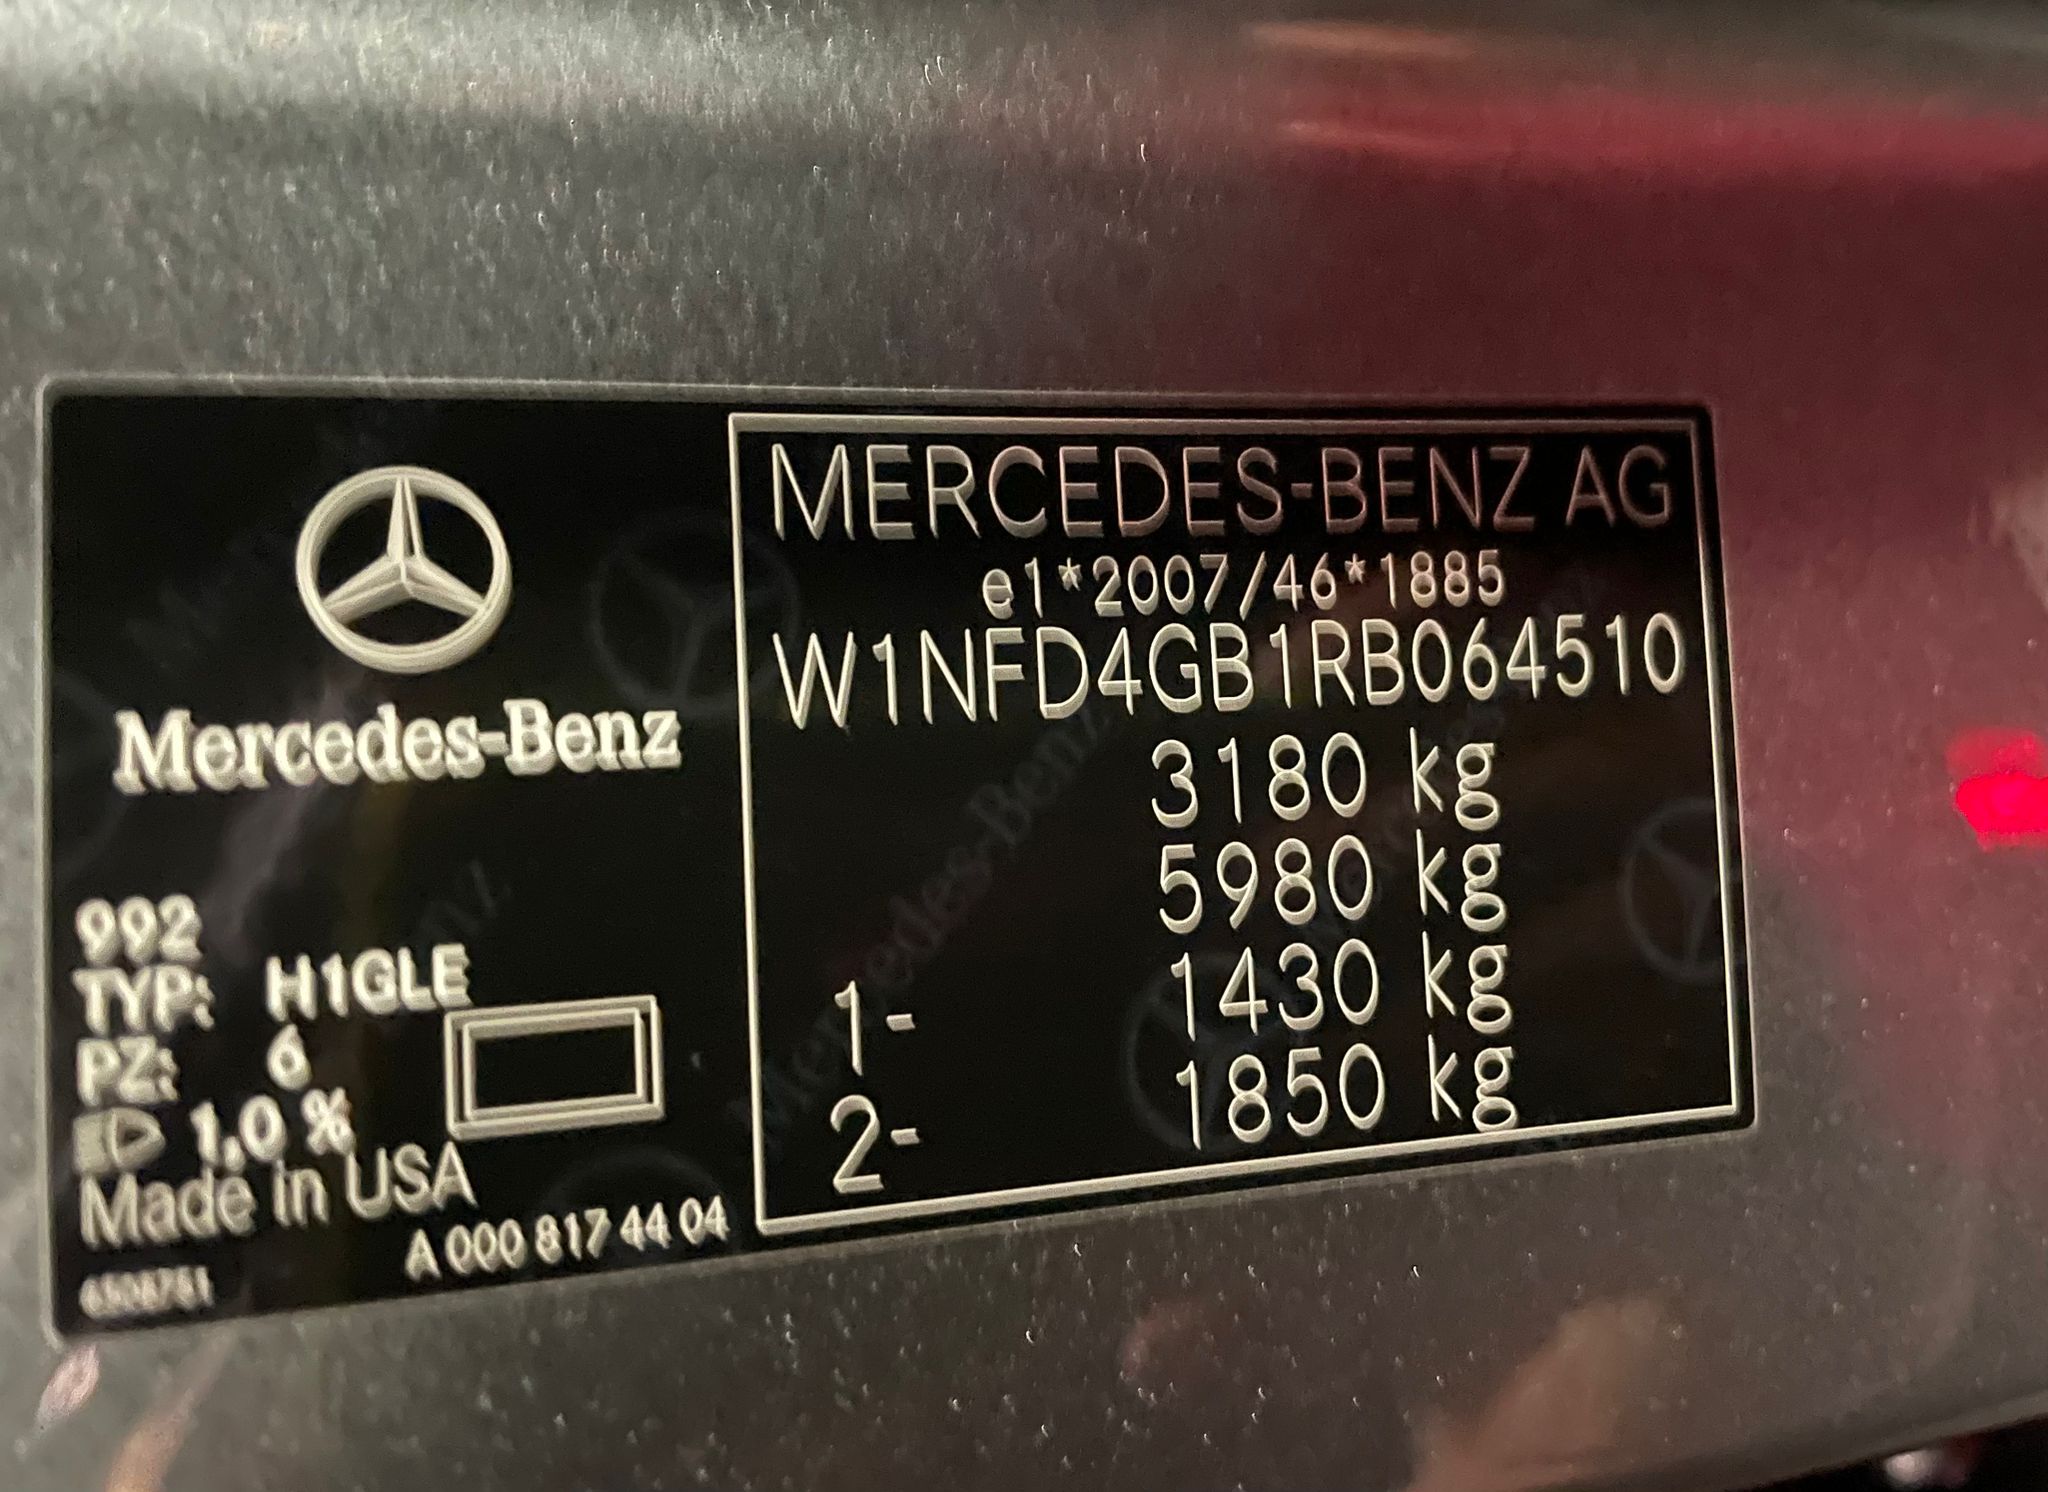 Mercedes-Benz
992
TYP: H1GLE
PZ: 6
1,0 %
Made in USA
A 000 817 44 04
MERCEDES-BENZ AG
e1*2007/46*1885
W1NFD4GB1RB064510
3180 kg
5980 kg
1- 1430 kg
2- 1850 kg